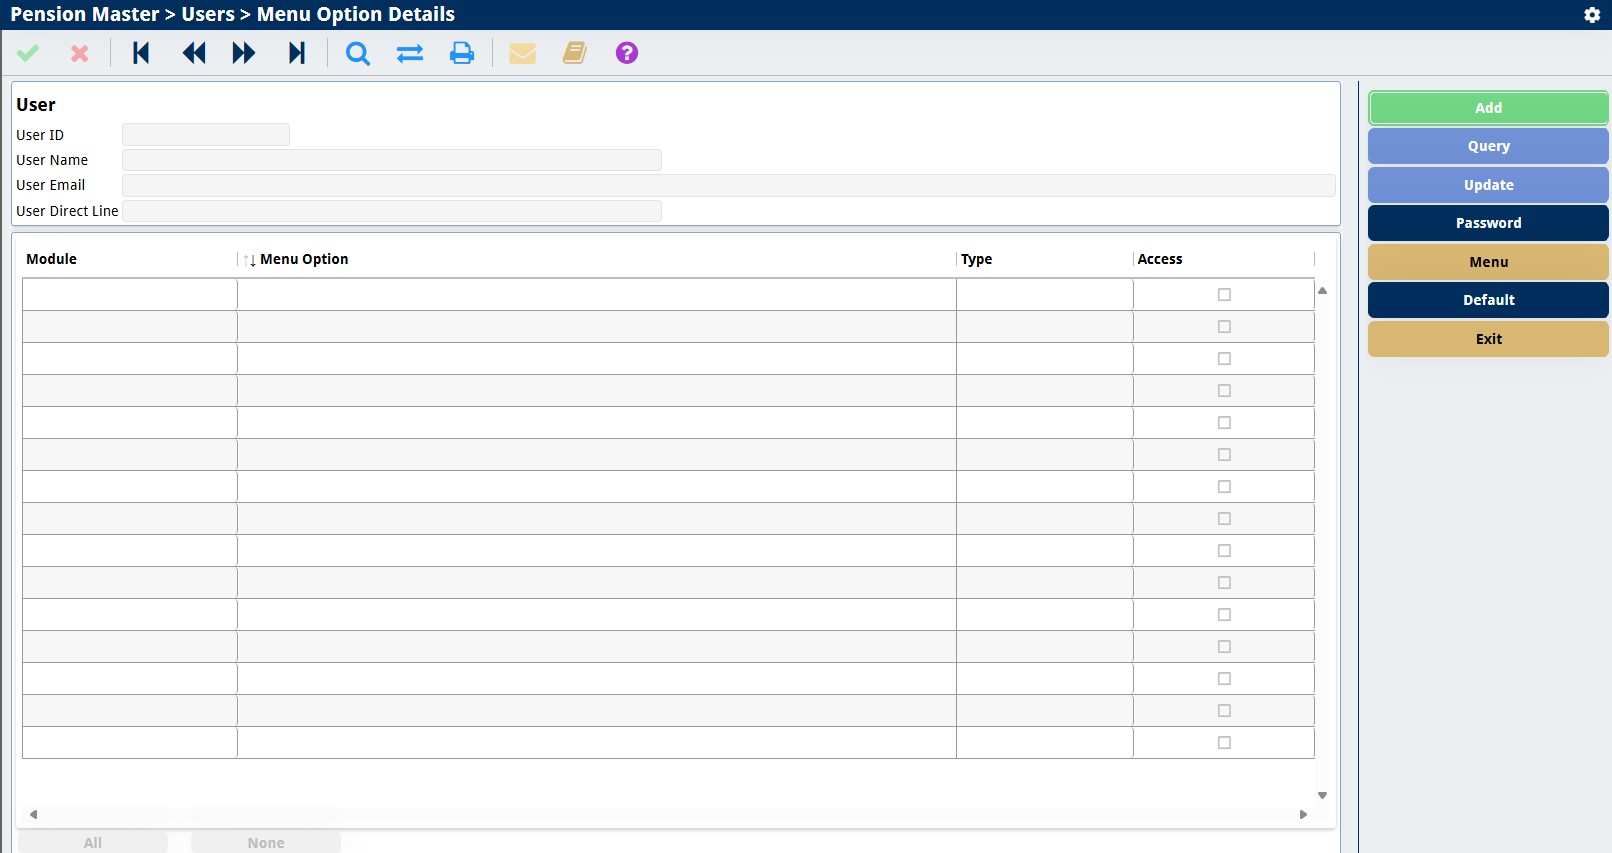 Pension Master > Users > Menu Option Details
?
User
User ID
User Name
User Email
User Direct Line
Module Menu Option Type Access
All None
Add
Query
Update
Password
Menu
Default
Exit